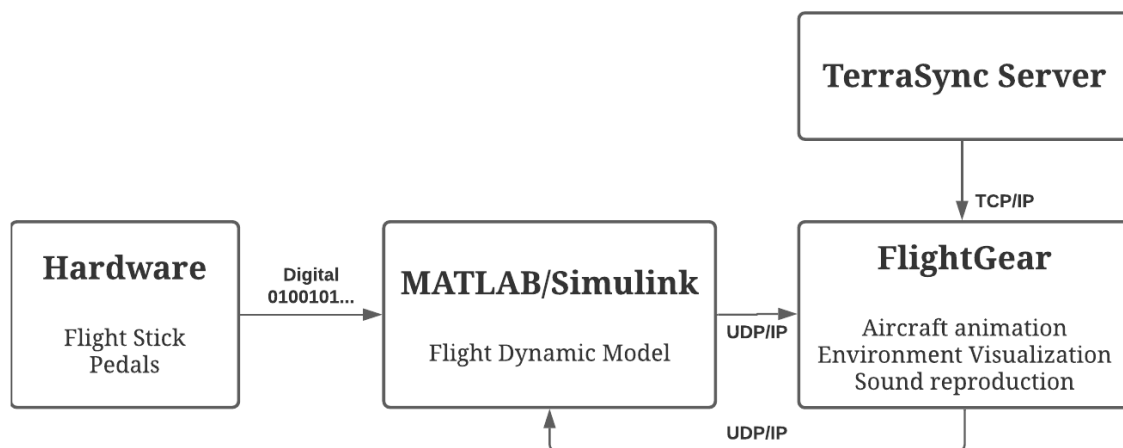 TerraSync Server
TCP/IP
Hardware
Flight Stick
Pedals
Digital
0100101...
MATLAB/Simulink
Flight Dynamic Model
UDP/IP
FlightGear
Aircraft animation
Environment Visualization
Sound reproduction
UDP/IP